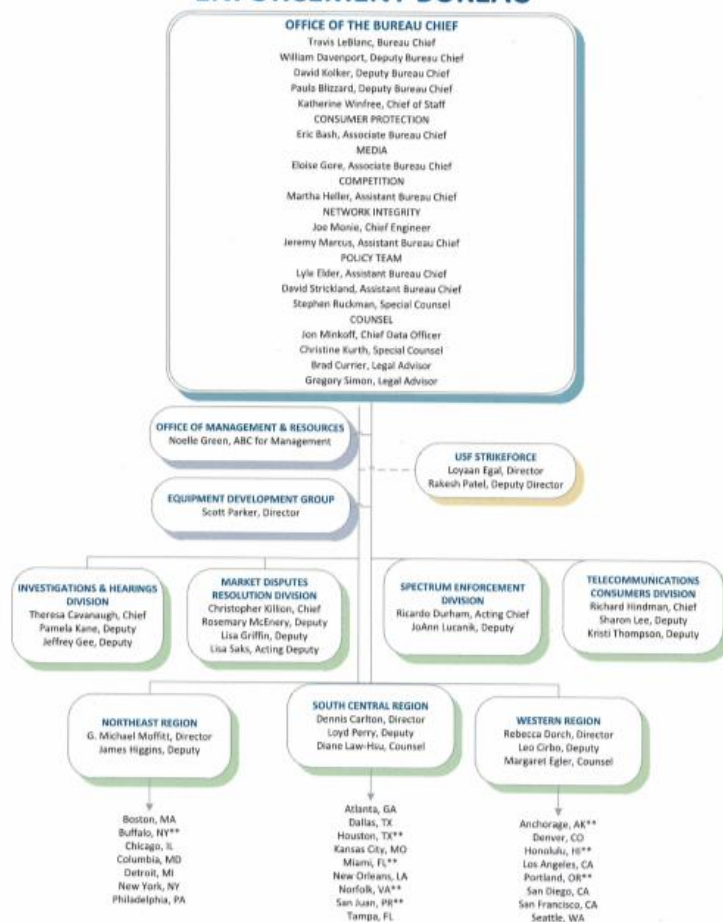 ENFORCEMENT BUREAU
OFFICE OF THE BUREAU CHIEF
Travis LeBlanc, Bureau Chief
William Davenport, Deputy Bureau Chief
David Kolker, Deputy Bureau Chief
Paula Blizzard, Deputy Bureau Chief
Katherine Winfree, Chief of Staff
CONSUMER PROTECTION
Eric Bash, Associate Bureau Chief
MEDIA
Eloise Gore, Associate Bureau Chief
COMPETITION
Martha Heller, Assistant Bureau Chief
NETWORK INTEGRITY
Joe Monie, Chief Engineer
Jeremy Marcus, Assistant Bureau Chief
POLICY TEAM
Lyle Elder, Assistant Bureau Chief
David Strickland, Assistant Bureau Chief
Stephen Ruckman, Special Counsel
COUNSEL
Jon Minkoff, Chief Data Officer
Christine Kurth, Special Counsel
Brad Currier, Legal Advisor
Gregory Simon, Legal Advisor
OFFICE OF MANAGEMENT & RESOURCES
Noelle Green, ABC for Management
USF STRIKEFORCE
Loyaan Egal, Director
Rakesh Patel, Deputy Director
EQUIPMENT DEVELOPMENT GROUP
Scott Parker, Director
INVESTIGATIONS & HEARINGS
DIVISION
Theresa Cavanaugh, Chief
Pamela Kane, Deputy
Jeffrey Gee, Deputy
MARKET DISPUTES
RESOLUTION DIVISION
Christopher Killion, Chief
Rosemary McEnery, Deputy
Lisa Griffin, Deputy
Lisa Saks, Acting Deputy
SPECTRUM ENFORCEMENT
DIVISION
Ricardo Durham, Acting Chief
JoAnn Lucanik, Deputy
TELECOMMUNICATIONS
CONSUMERS DIVISION
Richard Hindman, Chief
Sharon Lee, Deputy
Kristi Thompson, Deputy
NORTHEAST REGION
G. Michael Moffitt, Director
James Higgins, Deputy
SOUTH CENTRAL REGION
Dennis Carlton, Director
Loyd Perry, Deputy
Diane Law-Hsu, Counsel
WESTERN REGION
Rebecca Dorch, Director
Leo Cirbo, Deputy
Margaret Egler, Counsel
Boston, MA
Buffalo, NY**
Chicago, IL
Columbia, MD
Detroit, MI
New York, NY
Philadelphia, PA
Atlanta, GA
Dallas, TX
Houston, TX**
Kansas City, MO
Miami, FL**
New Orleans, LA
Norfolk, VA**
San Juan, PR**
Tampa, FL
Anchorage, AK**
Denver, CO
Honolulu, HI**
Los Angeles, CA
Portland, OR**
San Diego, CA
San Francisco, CA
Seattle, WA